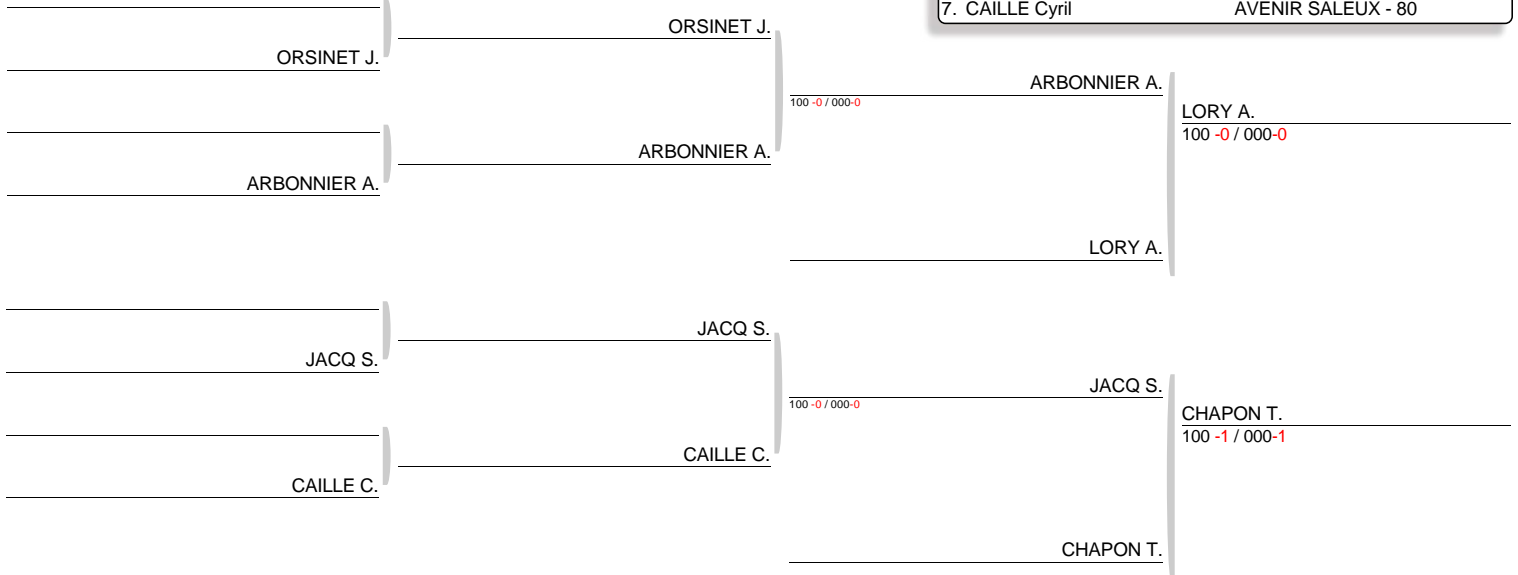 7. CAILLE Cyril AVENIR SALEUX - 80
ORSINET J.
ORSINET J.
ARBONNIER A.
100 -0 / 000-0
LORY A.
100 -0 / 000-0
ARBONNIER A.
ARBONNIER A.
LORY A.
JACQ S.
JACQ S.
JACQ S.
100 -0 / 000-0
CHAPON T.
100 -1 / 000-1
CAILLE C.
CAILLE C.
CHAPON T.